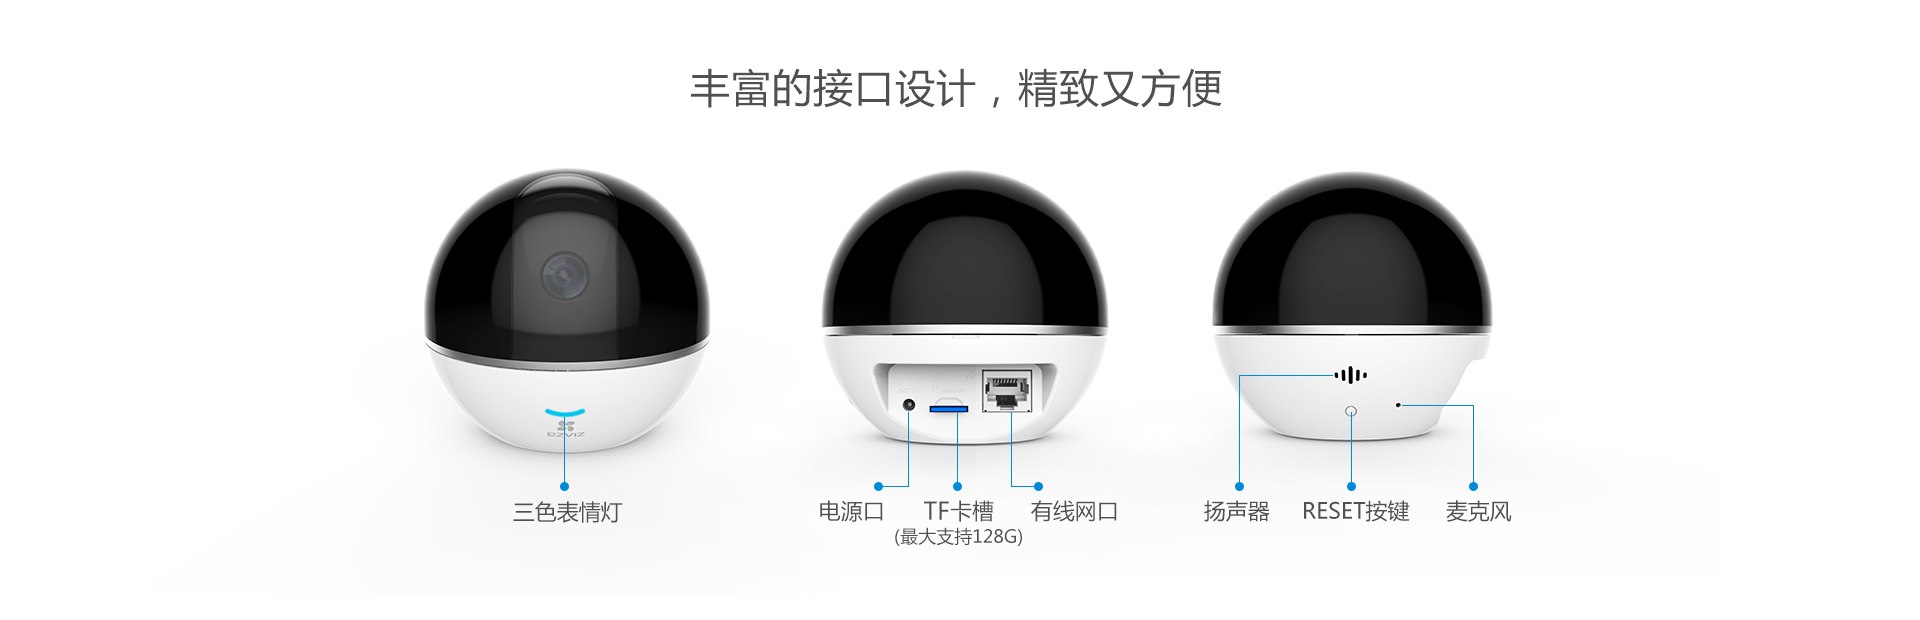 丰富的接口设计，精致又方便
ezviz
三色表情灯
电源口
TF卡槽
(最大支持128G)
有线网口
扬声器
RESET按键
麦克风